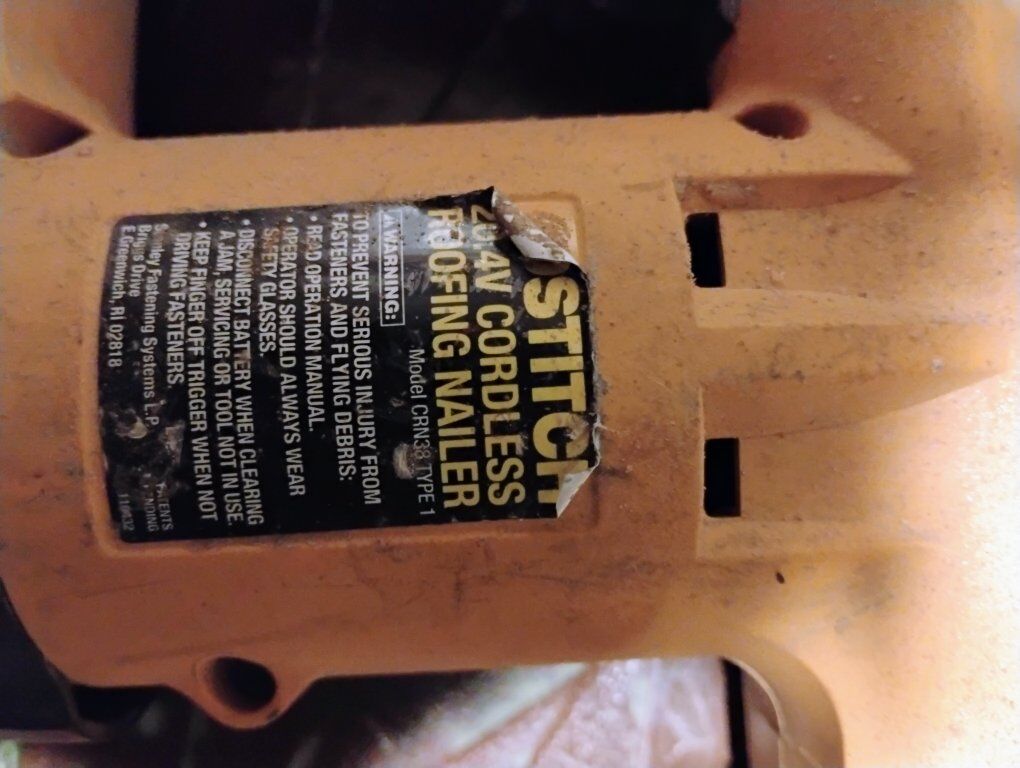 STITCH
20.4V CORDLESS
ROOFING NAILER
Model CRN38 TYPE 1
WARNING:
TO PREVENT SERIOUS INJURY FROM
FASTENERS AND FLYING DEBRIS:
• READ OPERATION MANUAL.
• OPERATOR SHOULD ALWAYS WEAR
SAFETY GLASSES.
• DISCONNECT BATTERY WHEN CLEARING
A JAM, SERVICING OR TOOL NOT IN USE.
• KEEP FINGER OFF TRIGGER WHEN NOT
DRIVING FASTENERS.
Stanley Fastening Systems L.P.
Briggs Drive
E.Greenwich, RI 02818
PATENTS
PENDING